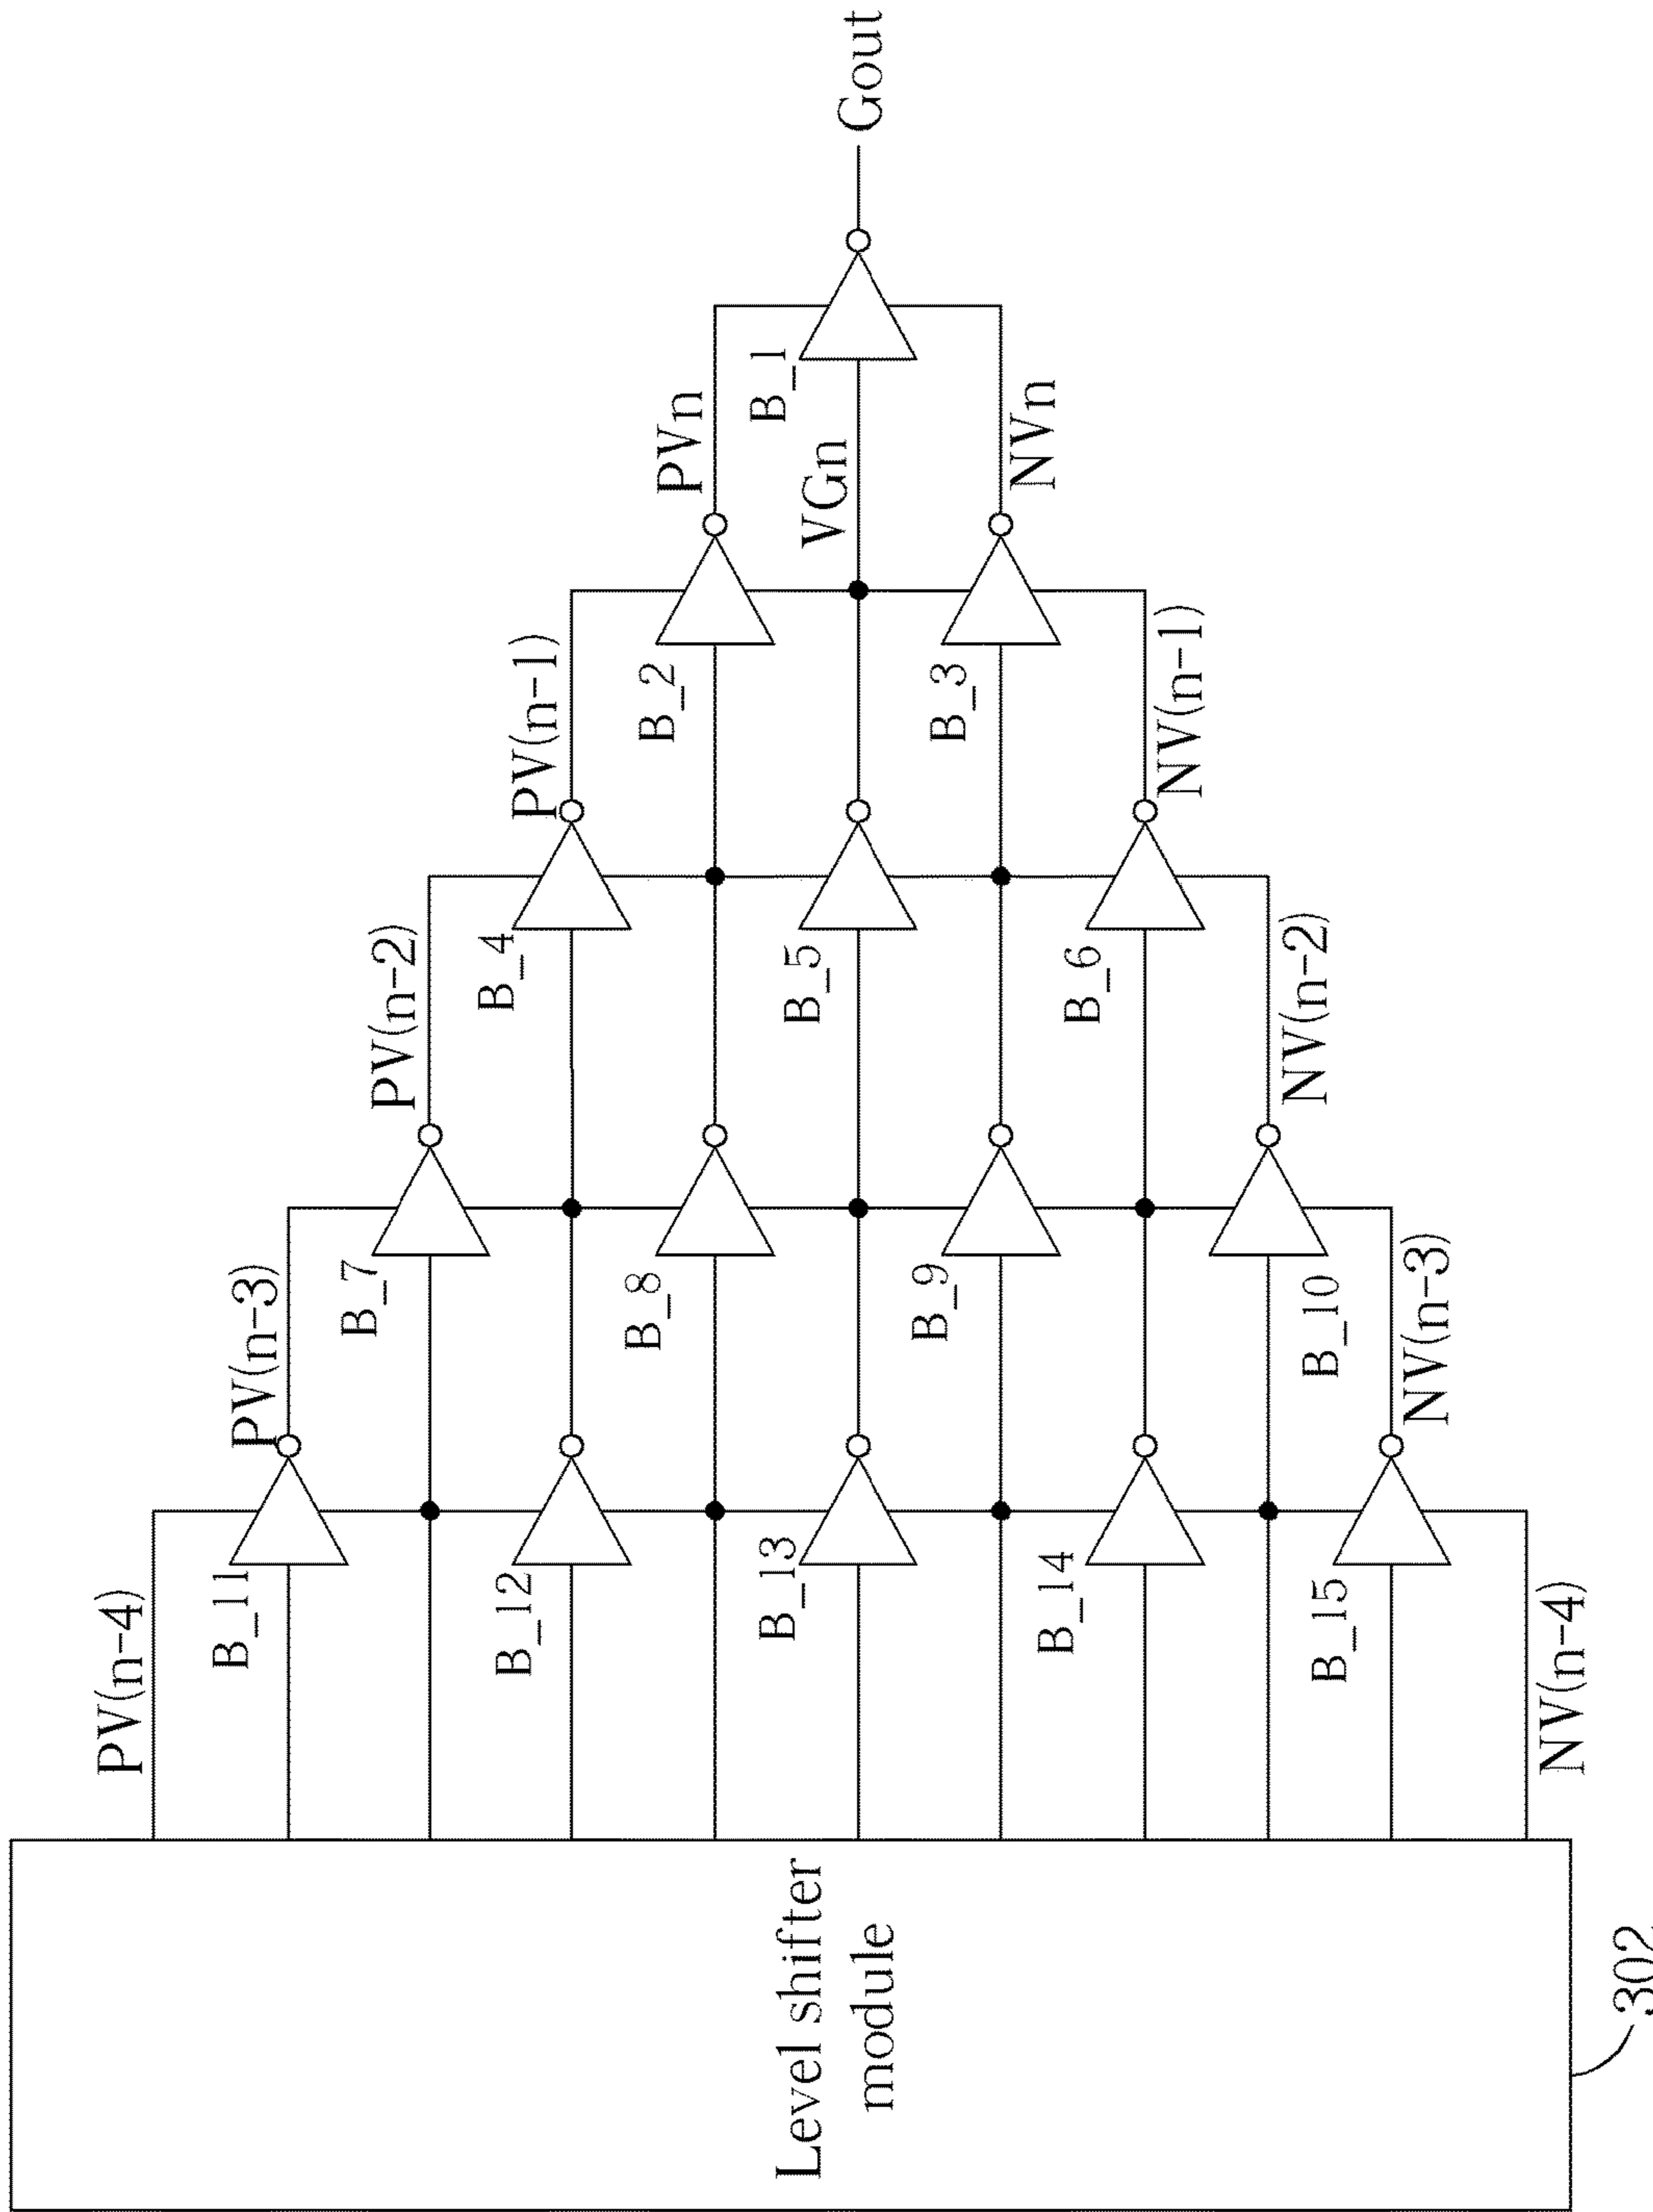 Gout
B_1
PVn
VGn
NVn
PV(n-1)
B_2
B_3
NV(n-1)
PV(n-2)
B_4
B_5
B_6
NV(n-2)
PV(n-3)
B_7
B_8
B_9
B_10
NV(n-3)
PV(n-4)
B_11
B_12
B_13
B_14
B_15
NV(n-4)
Level shifter
module
302